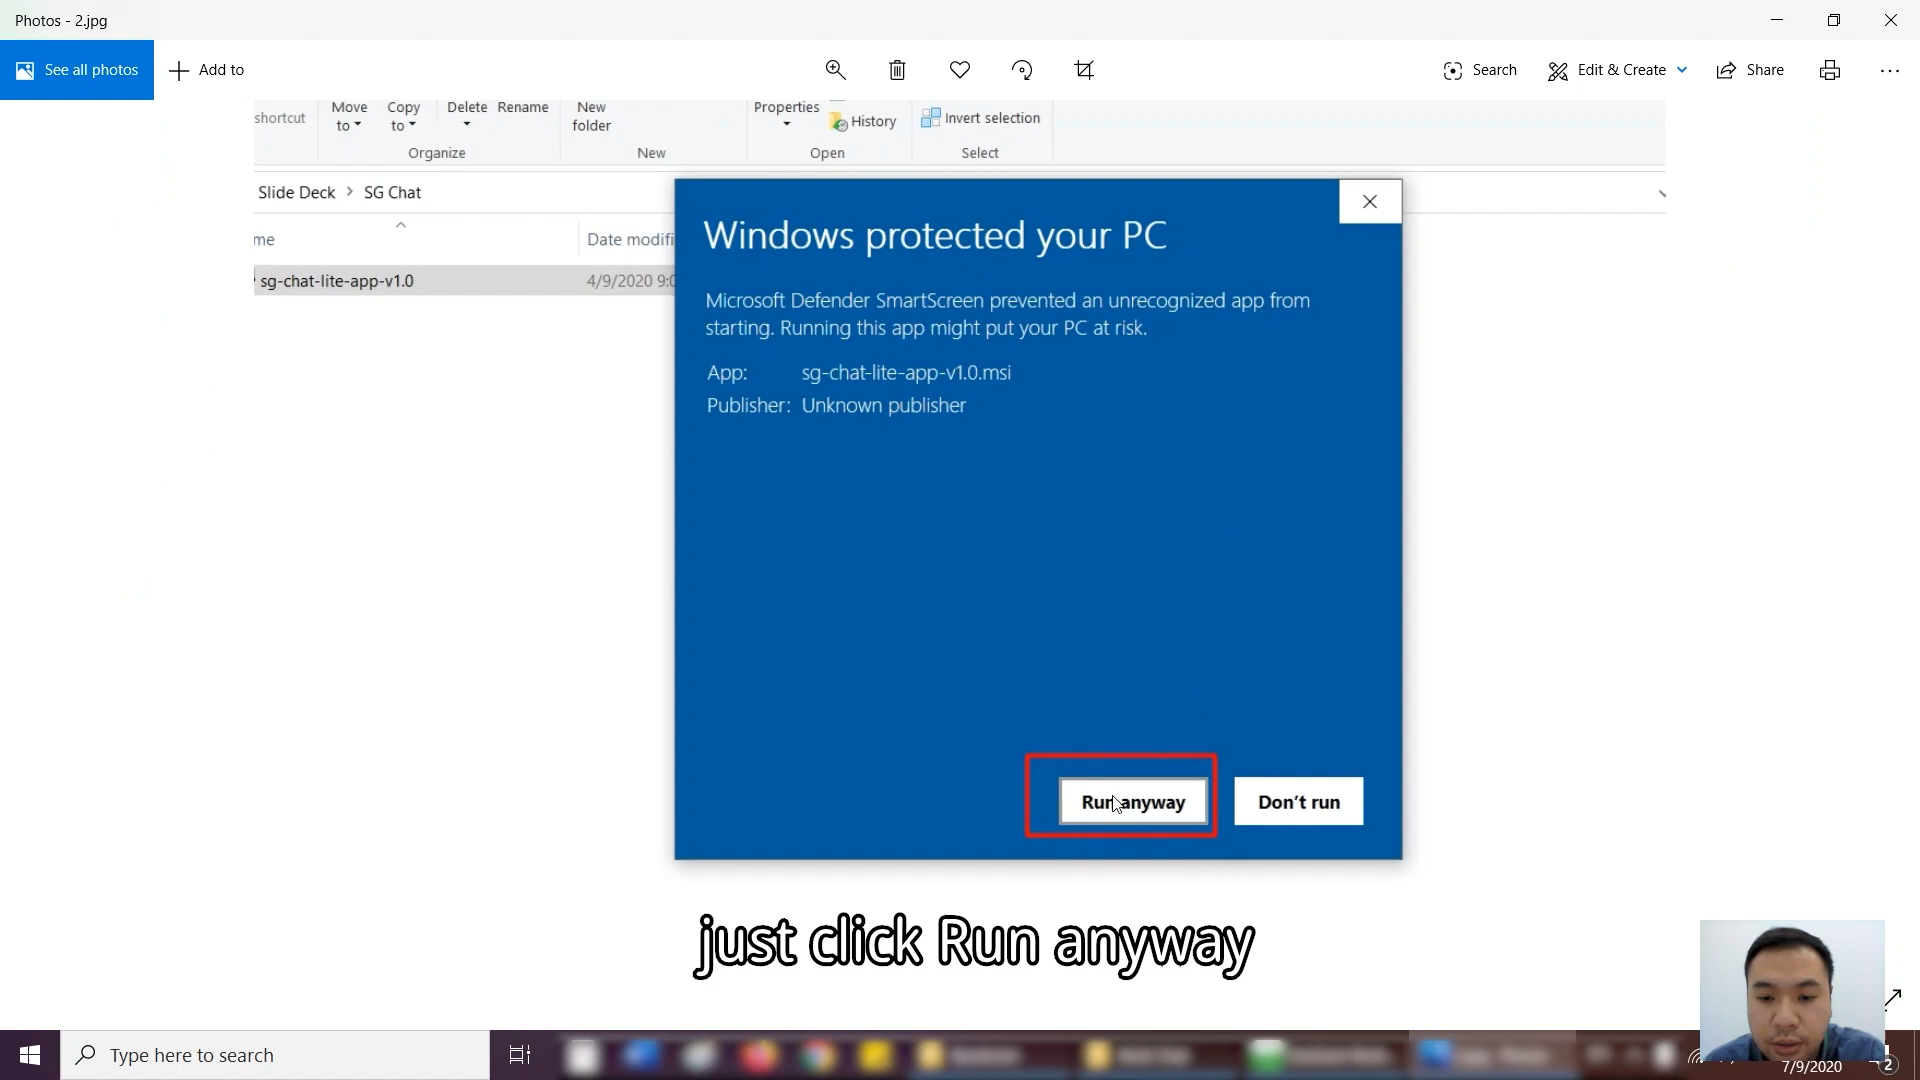 Photos - 2.jpg
See all photos
Add to
Search
Edit & Create
Share
shortcut
Move to
Copy to
Delete
Rename
New folder
Properties
History
Invert selection
Organize
New
Open
Select
Slide Deck > SG Chat
me
Date modifi
sg-chat-lite-app-v1.0
4/9/2020 9:0
Windows protected your PC
Microsoft Defender SmartScreen prevented an unrecognized app from
starting. Running this app might put your PC at risk.
App: sg-chat-lite-app-v1.0.msi
Publisher: Unknown publisher
Run anyway
Don't run
just click Run anyway
Type here to search
7/9/2020
2